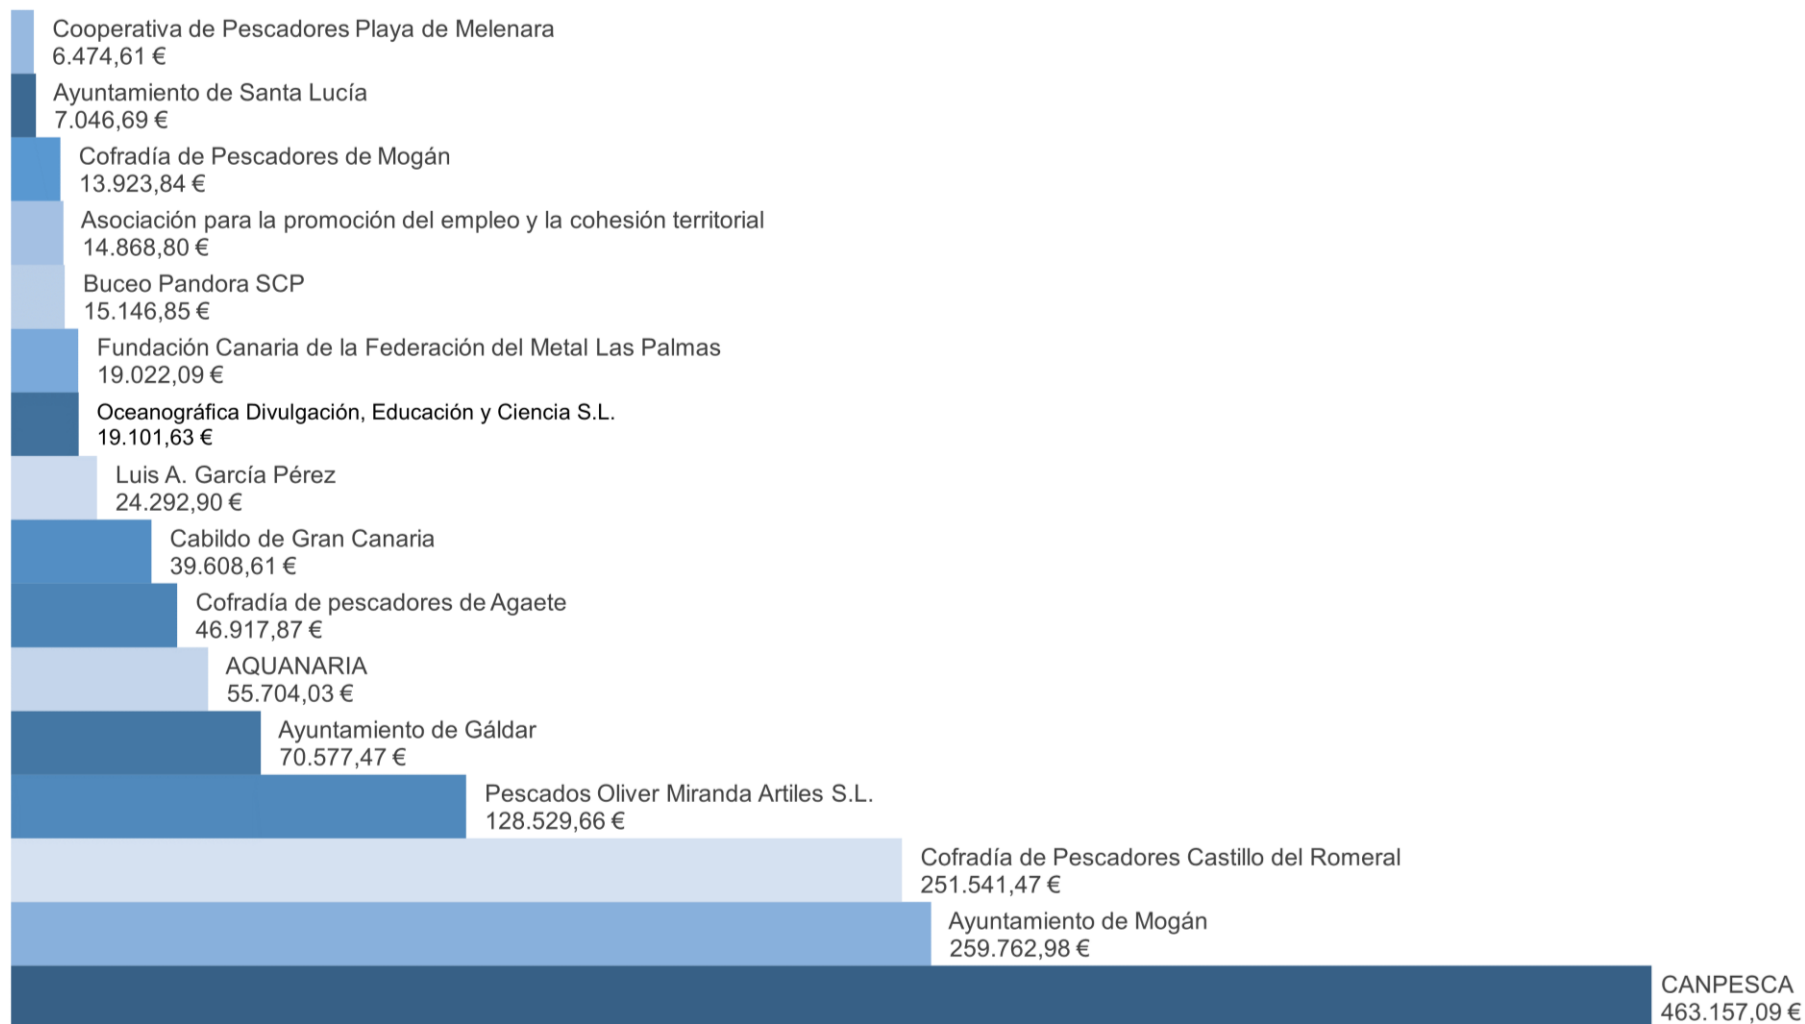 Cooperativa de Pescadores Playa de Melenara
6.474,61 €
Ayuntamiento de Santa Lucía
7.046,69 €
Cofradía de Pescadores de Mogán
13.923,84 €
Asociación para la promoción del empleo y la cohesión territorial
14.868,80 €
Buceo Pandora SCP
15.146,85 €
Fundación Canaria de la Federación del Metal Las Palmas
19.022,09 €
Oceanográfica Divulgación, Educación y Ciencia S.L.
19.101,63 €
Luis A. García Pérez
24.292,90 €
Cabildo de Gran Canaria
39.608,61 €
Cofradía de pescadores de Agaete
46.917,87 €
AQUANARIA
55.704,03 €
Ayuntamiento de Gáldar
70.577,47 €
Pescados Oliver Miranda Artiles S.L.
128.529,66 €
Cofradía de Pescadores Castillo del Romeral
251.541,47 €
Ayuntamiento de Mogán
259.762,98 €
CANPESCA
463.157,09 €